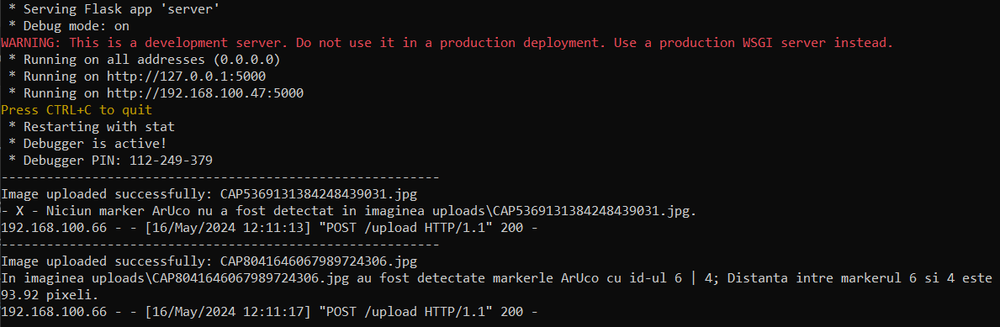 * Serving Flask app 'server'
* Debug mode: on
WARNING: This is a development server. Do not use it in a production deployment. Use a production WSGI server instead.
* Running on all addresses (0.0.0.0)
* Running on http://127.0.0.1:5000
* Running on http://192.168.100.47:5000
Press CTRL+C to quit
* Restarting with stat
* Debugger is active!
* Debugger PIN: 112-249-379
----------------------------------------------------------
Image uploaded successfully: CAP5369131384248439031.jpg
- X - Niciun marker ArUco nu a fost detectat in imaginea uploads\CAP5369131384248439031.jpg.
192.168.100.66 - - [16/May/2024 12:11:13] "POST /upload HTTP/1.1" 200 -
----------------------------------------------------------
Image uploaded successfully: CAP8041646067989724306.jpg
In imaginea uploads\CAP8041646067989724306.jpg au fost detectate markerle ArUco cu id-ul 6 | 4; Distanta intre markerul 6 si 4 este
93.92 pixeli.
192.168.100.66 - - [16/May/2024 12:11:17] "POST /upload HTTP/1.1" 200 -